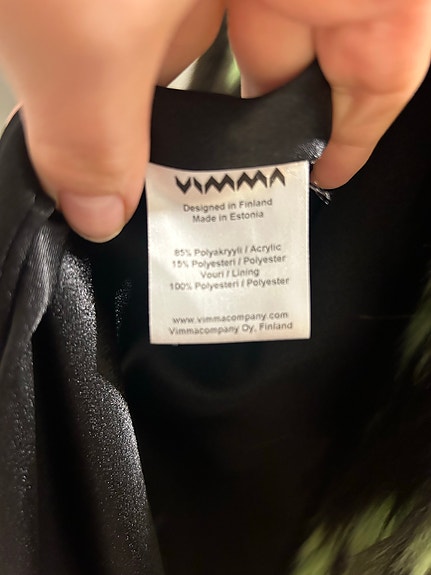 VIMMA
Designed in Finland
Made in Estonia
85% Polyakryyli / Acrylic
15% Polyesteri / Polyester
Vouri / Lining
100% Polyesteri / Polyester
www.vimmacompany.com
Vimmacompany Oy, Finland